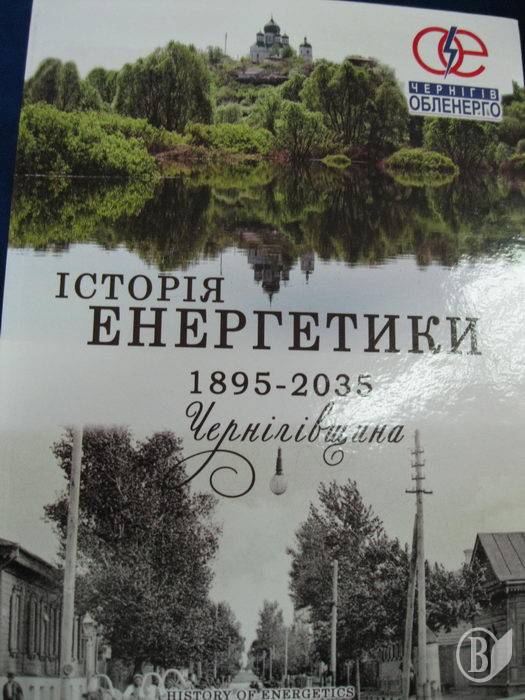 ЧЕРНІГІВ
ОБЛЕНЕРГО
ІСТОРІЯ
ЕНЕРГЕТИКИ
1895-2035
Чернігівщина
HISTORY OF ENERGETICS
В